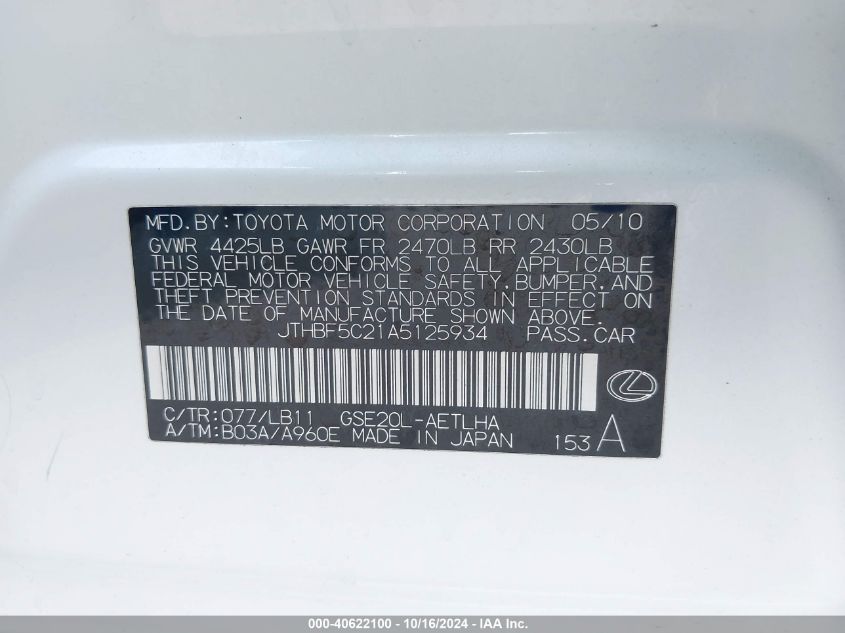 MFD.BY:TOYOTA MOTOR CORPORATION 05/10
GVWR 4425LB GAWR FR 2470LB RR 2430LB
THIS VEHICLE CONFORMS TO ALL APPLICABLE
FEDERAL MOTOR VEHICLE SAFETY,BUMPER,AND
THEFT PREVENTION STANDARDS IN EFFECT ON
THE DATE OF MANUFACTURE SHOWN ABOVE.
JTHBF5C21A5125934 PASS.CAR
C/TR:077/LB11 GSE20L-AETLHA
A/TM:B03A/A960E MADE IN JAPAN 153A
000-40622100 - 10/16/2024 - IAA Inc.